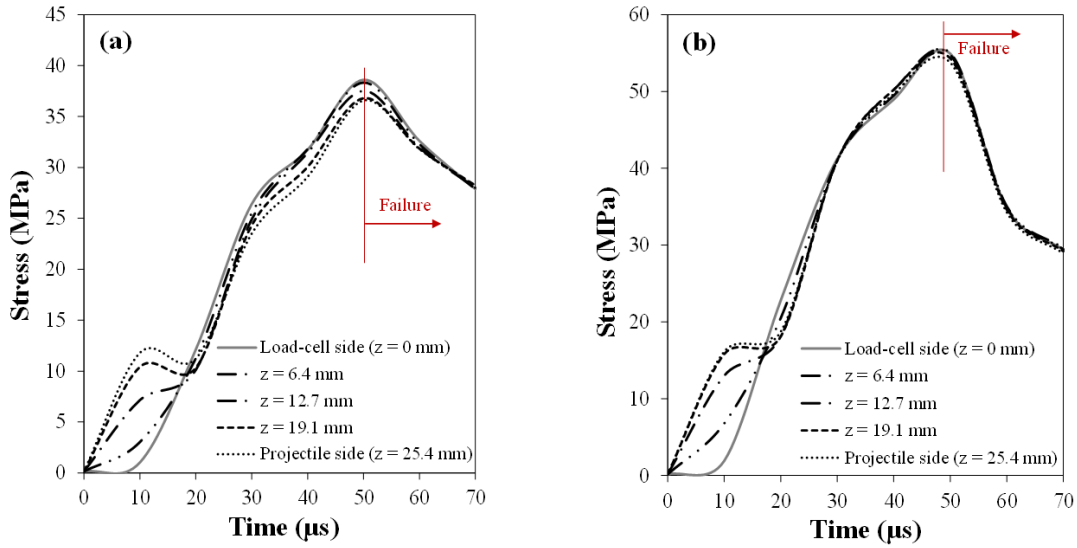 (a)
45
40
35
30
25
20
15
10
5
0
Stress (MPa)
Failure
Load-cell side (z = 0 mm)
z = 6.4 mm
z = 12.7 mm
z = 19.1 mm
Projectile side (z = 25.4 mm)
0 10 20 30 40 50 60 70
Time (µs)
(b)
60
50
40
30
20
10
0
Stress (MPa)
Failure
Load-cell side (z = 0 mm)
z = 6.4 mm
z = 12.7 mm
z = 19.1 mm
Projectile side (z = 25.4 mm)
0 10 20 30 40 50 60 70
Time (µs)